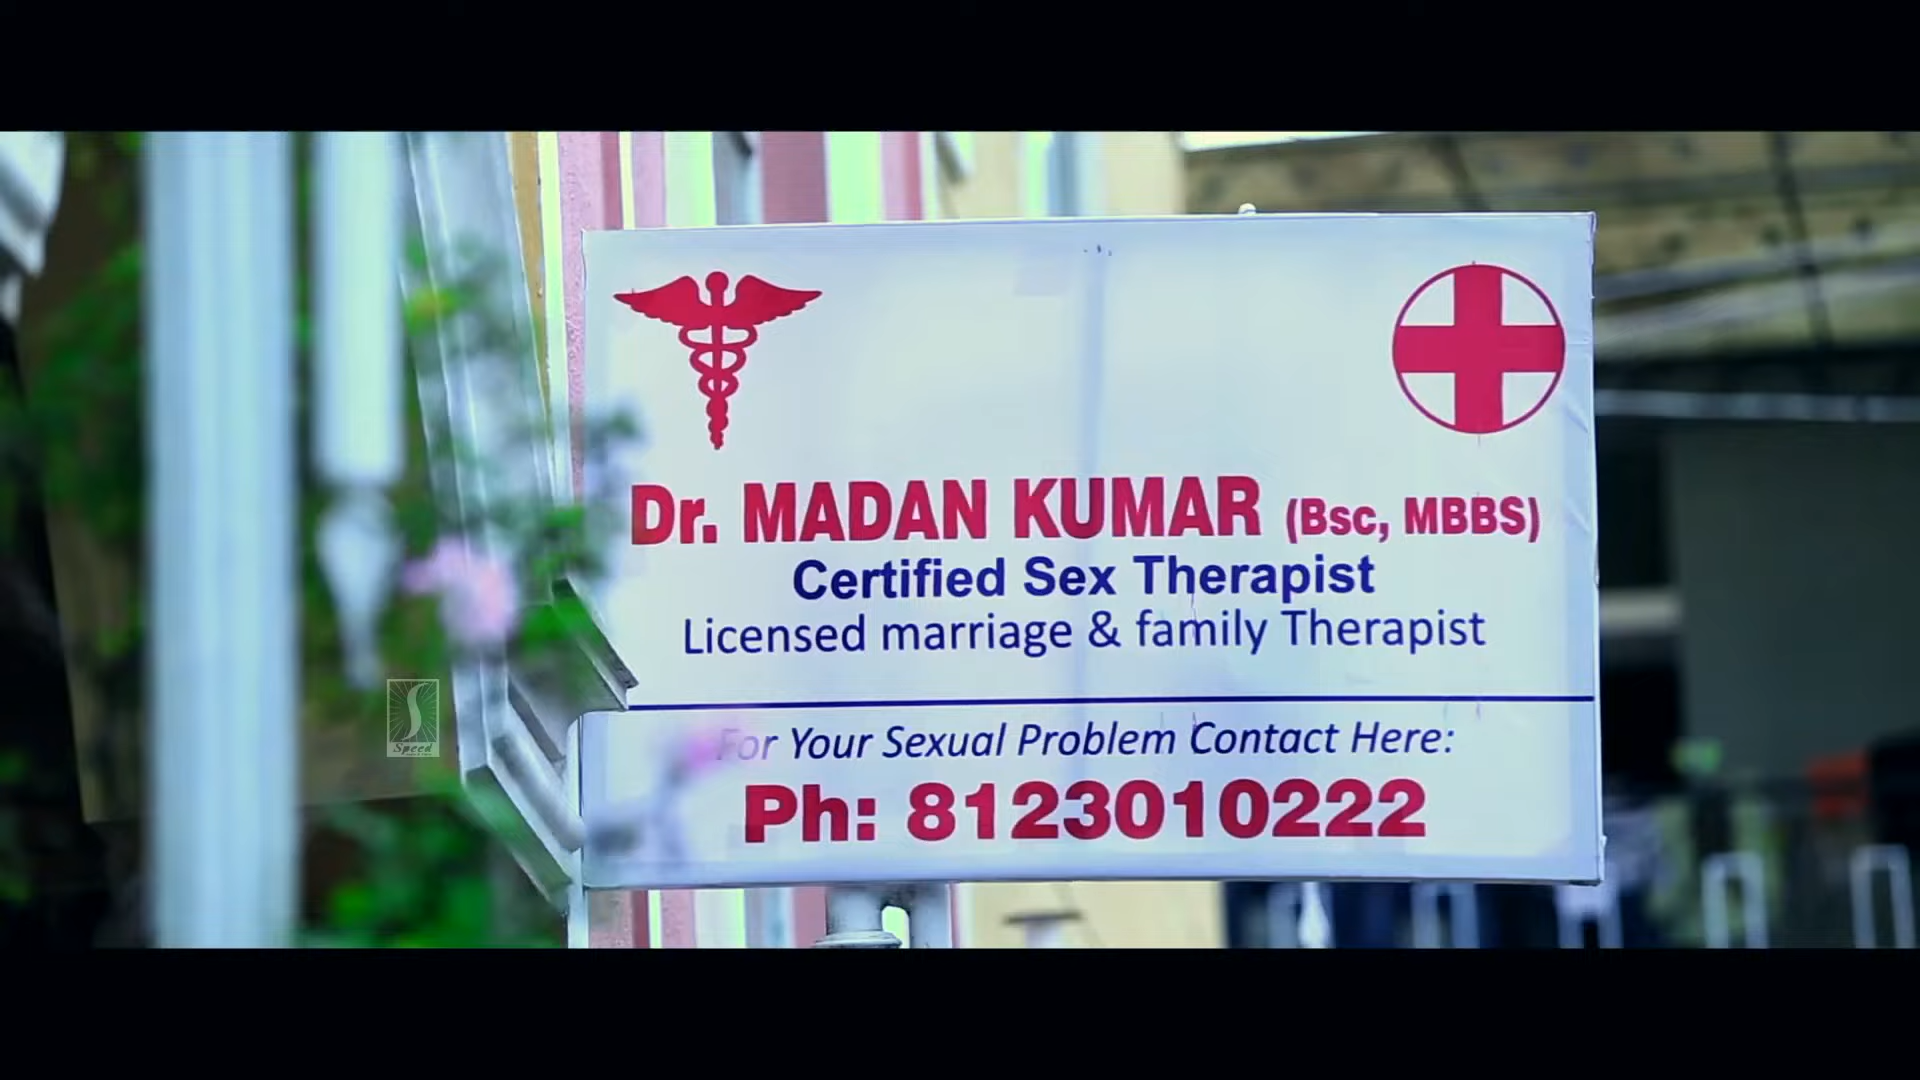 Dr. MADAN KUMAR (Bsc, MBBS)
Certified Sex Therapist
Licensed marriage & family Therapist
For Your Sexual Problem Contact Here:
Ph: 8123010222
S
Speed